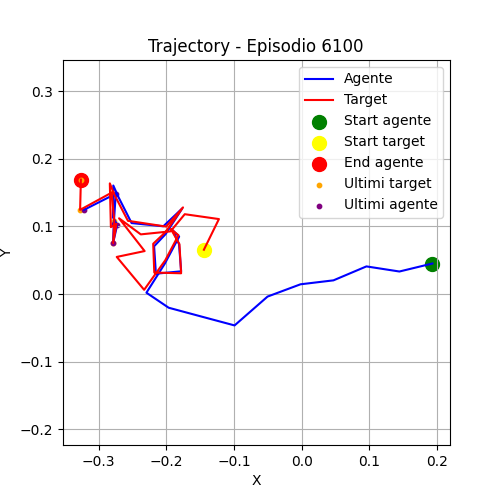 Trajectory - Episodio 6100
Agente
Target
Start agente
Start target
End agente
Ultimi target
Ultimi agente
0.3
0.2
0.1
0.0
−0.1
−0.2
Y
−0.3
−0.2
−0.1
0.0
0.1
0.2
X